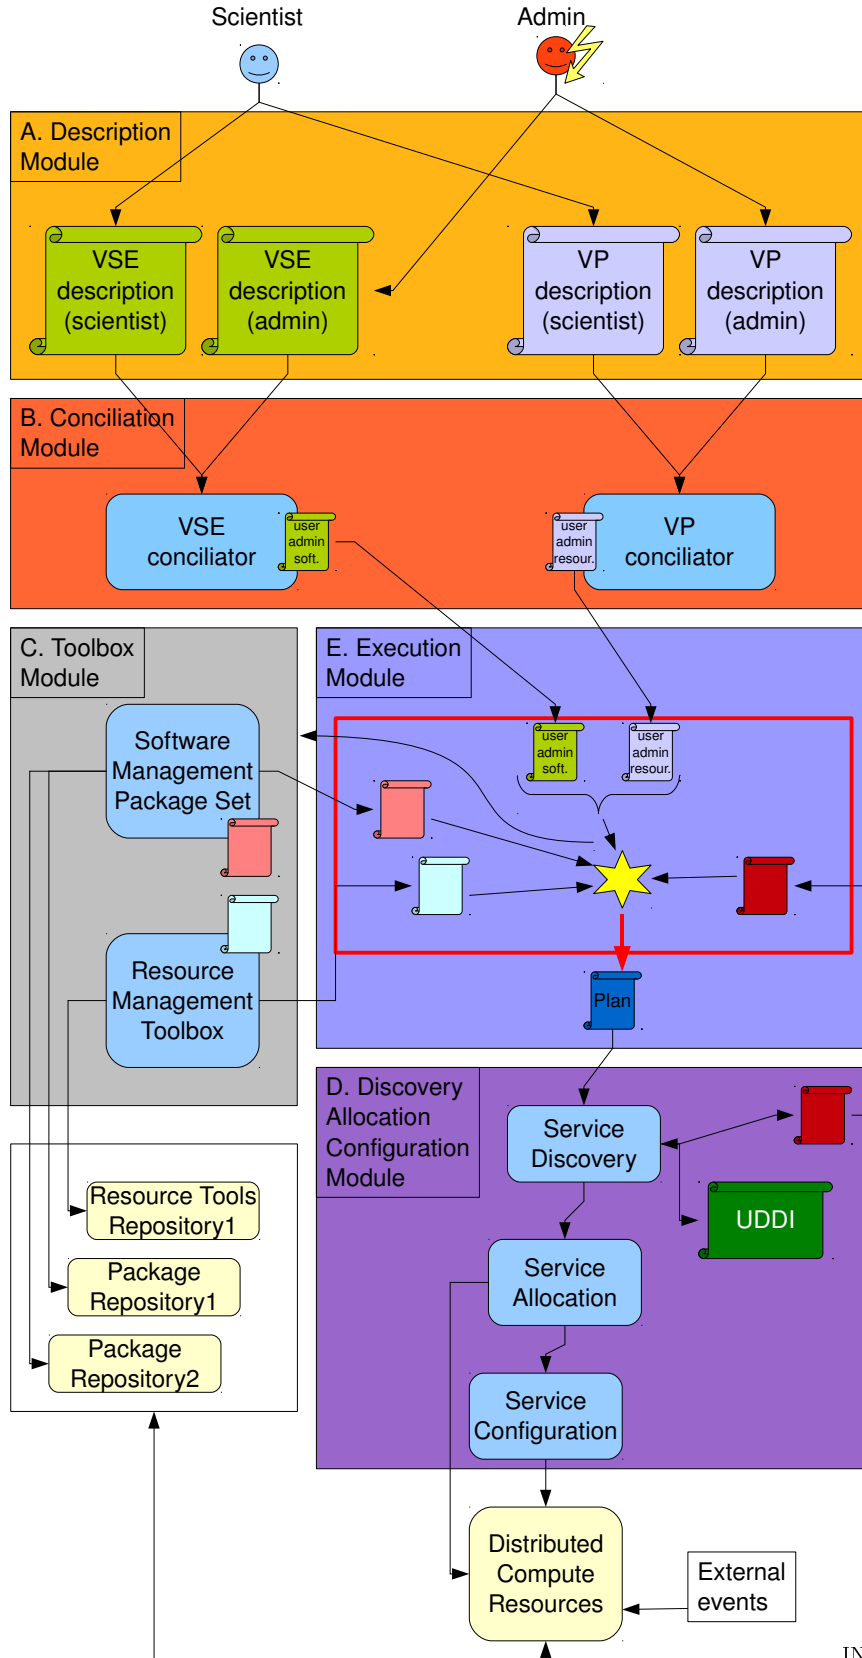 Scientist
Admin
A. Description
Module
VSE
description
(scientist)
VSE
description
(admin)
VP
description
(scientist)
VP
description
(admin)
B. Conciliation
Module
VSE
conciliator
user
admin
soft.
user
admin
resour.
VP
conciliator
C. Toolbox
Module
Software
Management
Package Set
Resource
Management
Toolbox
E. Execution
Module
user
admin
soft.
user
admin
resour.
Plan
D. Discovery
Allocation
Configuration
Module
Service
Discovery
UDDI
Service
Allocation
Service
Configuration
Resource Tools
Repository1
Package
Repository1
Package
Repository2
Distributed
Compute
Resources
External
events
IN